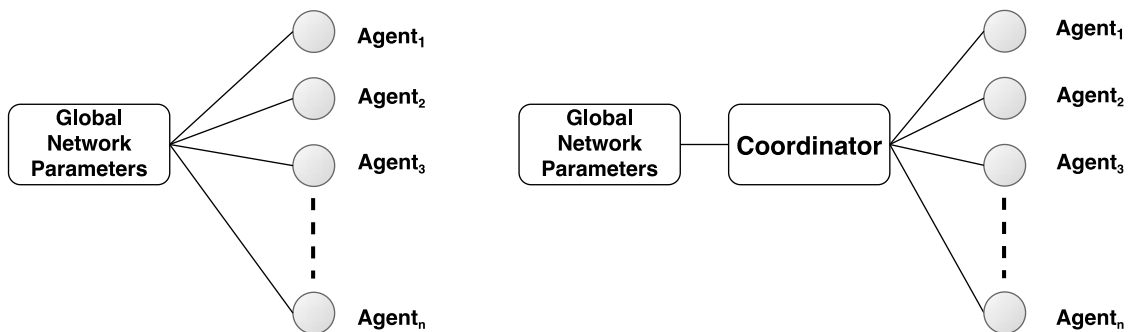 Agent₁
Agent₂
Global
Network
Parameters
Agent₃
Agentₙ
Agent₁
Agent₂
Global
Network
Parameters
Coordinator
Agent₃
Agentₙ